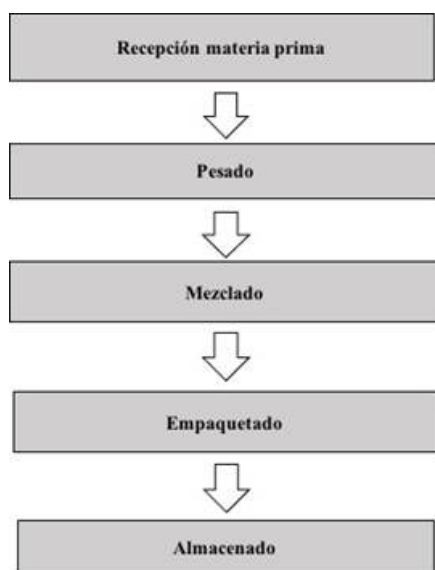 Recepción materia prima
Pesado
Mezclado
Empaquetado
Almacenado